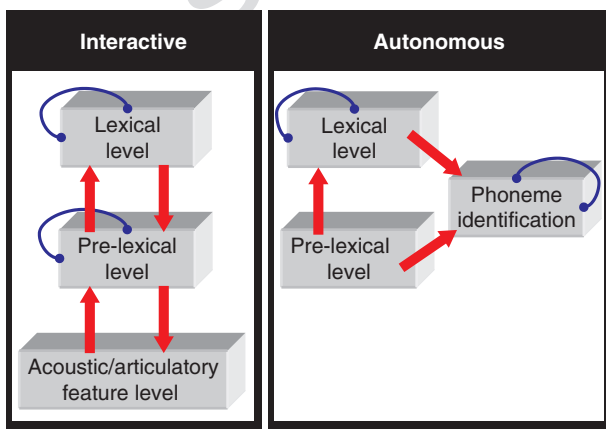 Interactive
Lexical
level
Pre-lexical
level
Acoustic/articulatory
feature level
Autonomous
Lexical
level
Phoneme
identification
Pre-lexical
level